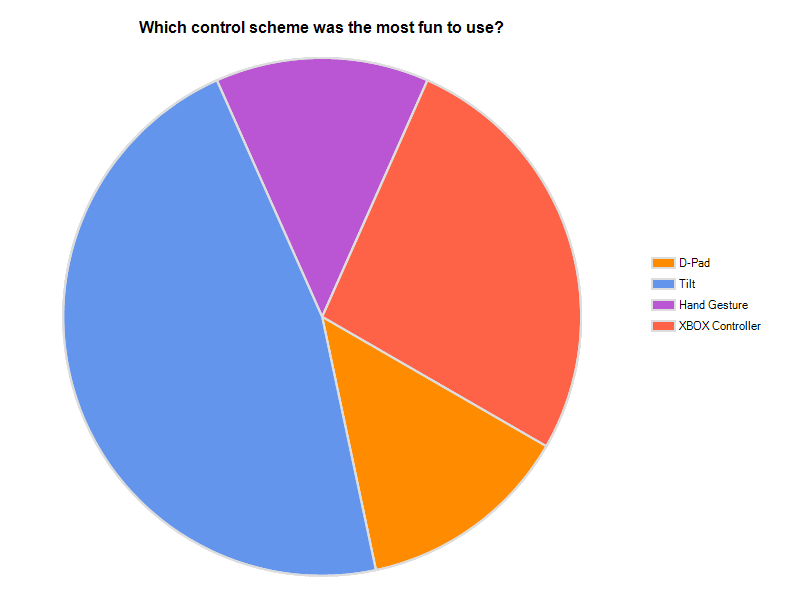 Which control scheme was the most fun to use?
D-Pad
Tilt
Hand Gesture
XBOX Controller